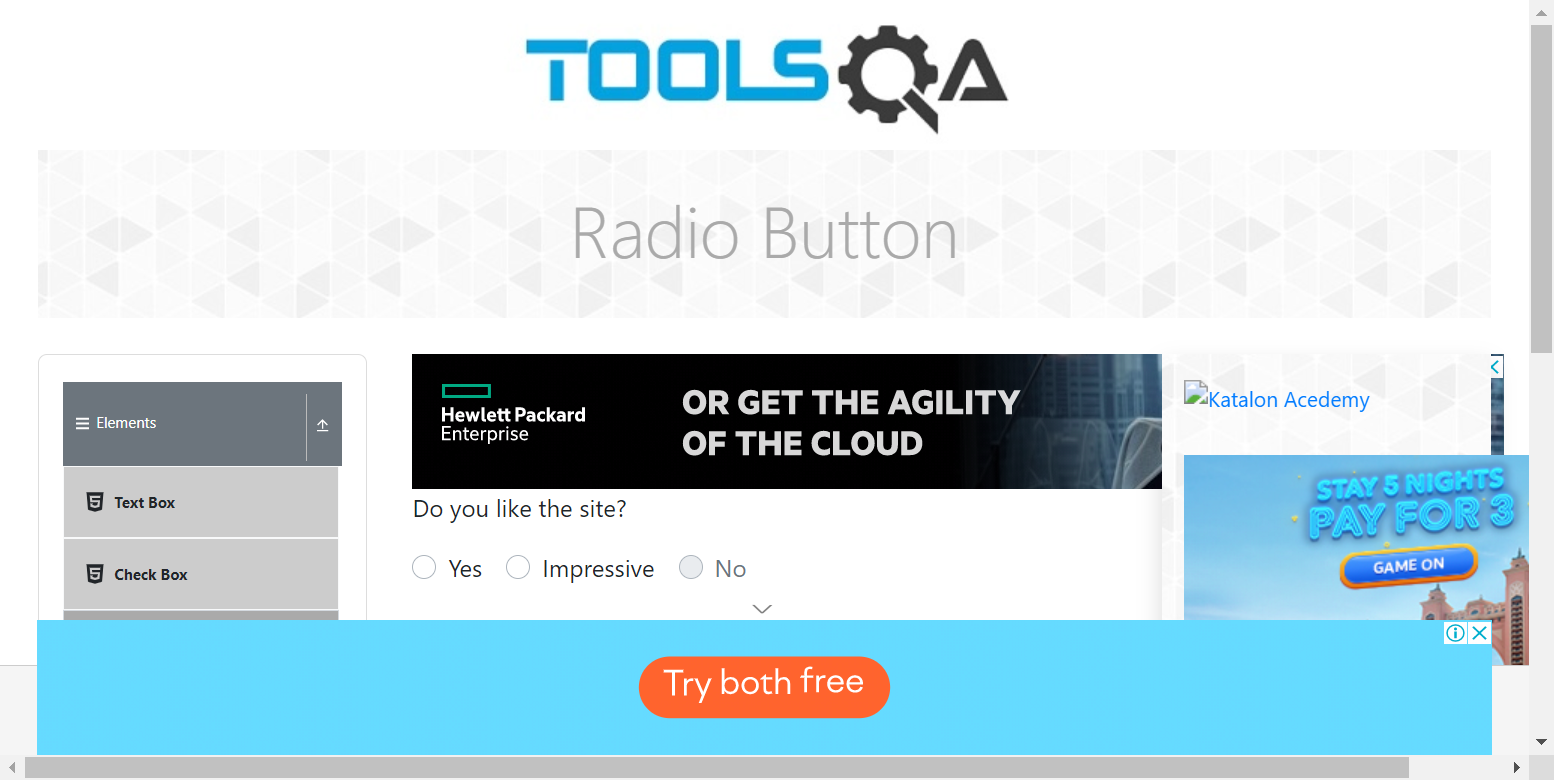 TOOLSQA
Radio Button
Elements
Text Box
Check Box
Hewlett Packard
Enterprise
OR GET THE AGILITY
OF THE CLOUD
Do you like the site?
Yes
Impressive
No
Katalon Acedemy
STAY 5 NIGHTS
PAY FOR 3
GAME ON
Try both free